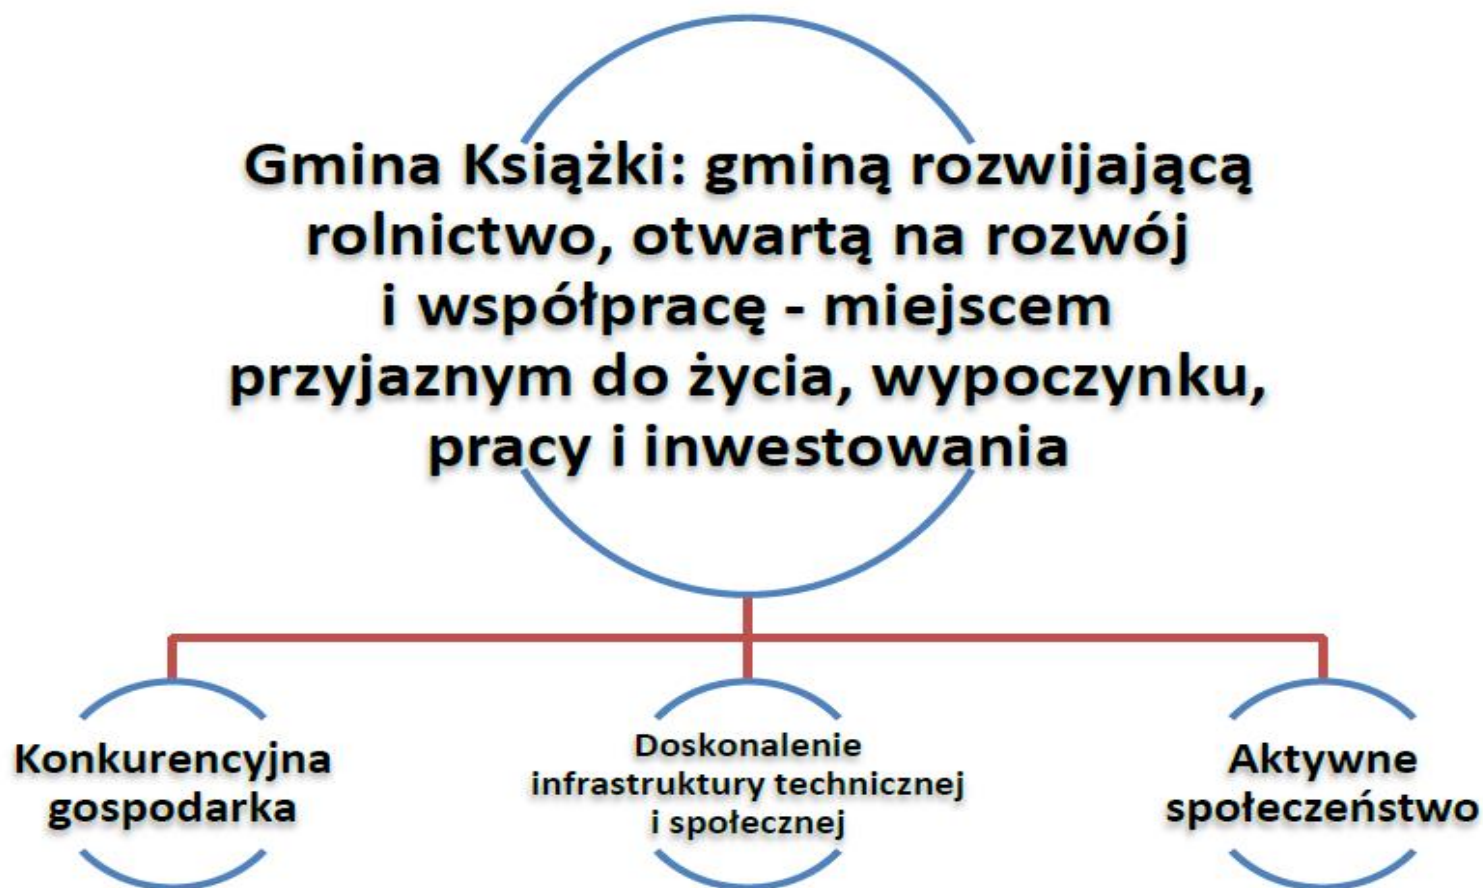 Gmina Książki: gminą rozwijającą
rolnictwo, otwartą na rozwój
i współpracę - miejscem
przyjaznym do życia, wypoczynku,
pracy i inwestowania
Konkurencyjna
gospodarka
Doskonalenie
infrastruktury technicznej
i społecznej
Aktywne
społeczeństwo